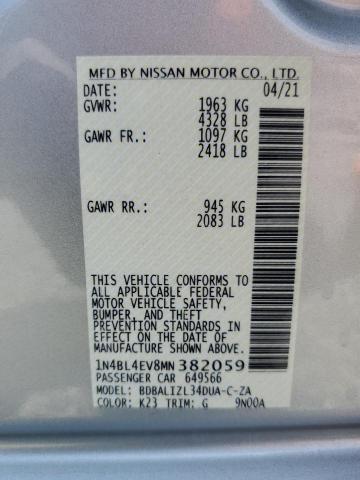 MFD BY NISSAN MOTOR CO., LTD.
DATE: 04/21
GVWR: 1963 KG
4328 LB
GAWR FR.: 1097 KG
2418 LB
GAWR RR.: 945 KG
2083 LB
THIS VEHICLE CONFORMS TO
ALL APPLICABLE FEDERAL
MOTOR VEHICLE SAFETY,
BUMPER, AND THEFT
PREVENTION STANDARDS
IN EFFECT ON THE DATE OF
MANUFACTURE SHOWN ABOVE.
1N4BL4EV8MN382059
PASSENGER CAR 649566
MODEL: BDBALIZL34DUA-C-ZA
COLOR: K23 TRIM: G 9N00A